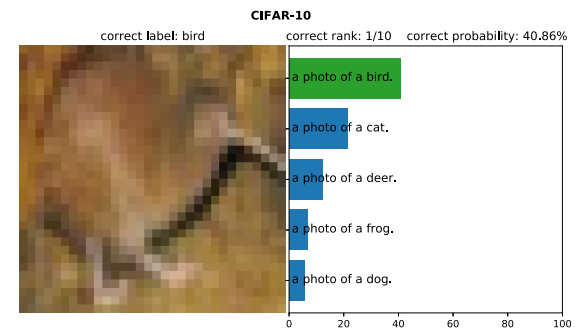 CIFAR-10
correct label: bird
correct rank: 1/10 correct probability: 40.86%
a photo of a bird.
a photo of a cat.
a photo of a deer.
a photo of a frog.
a photo of a dog.
0 20 40 60 80 100